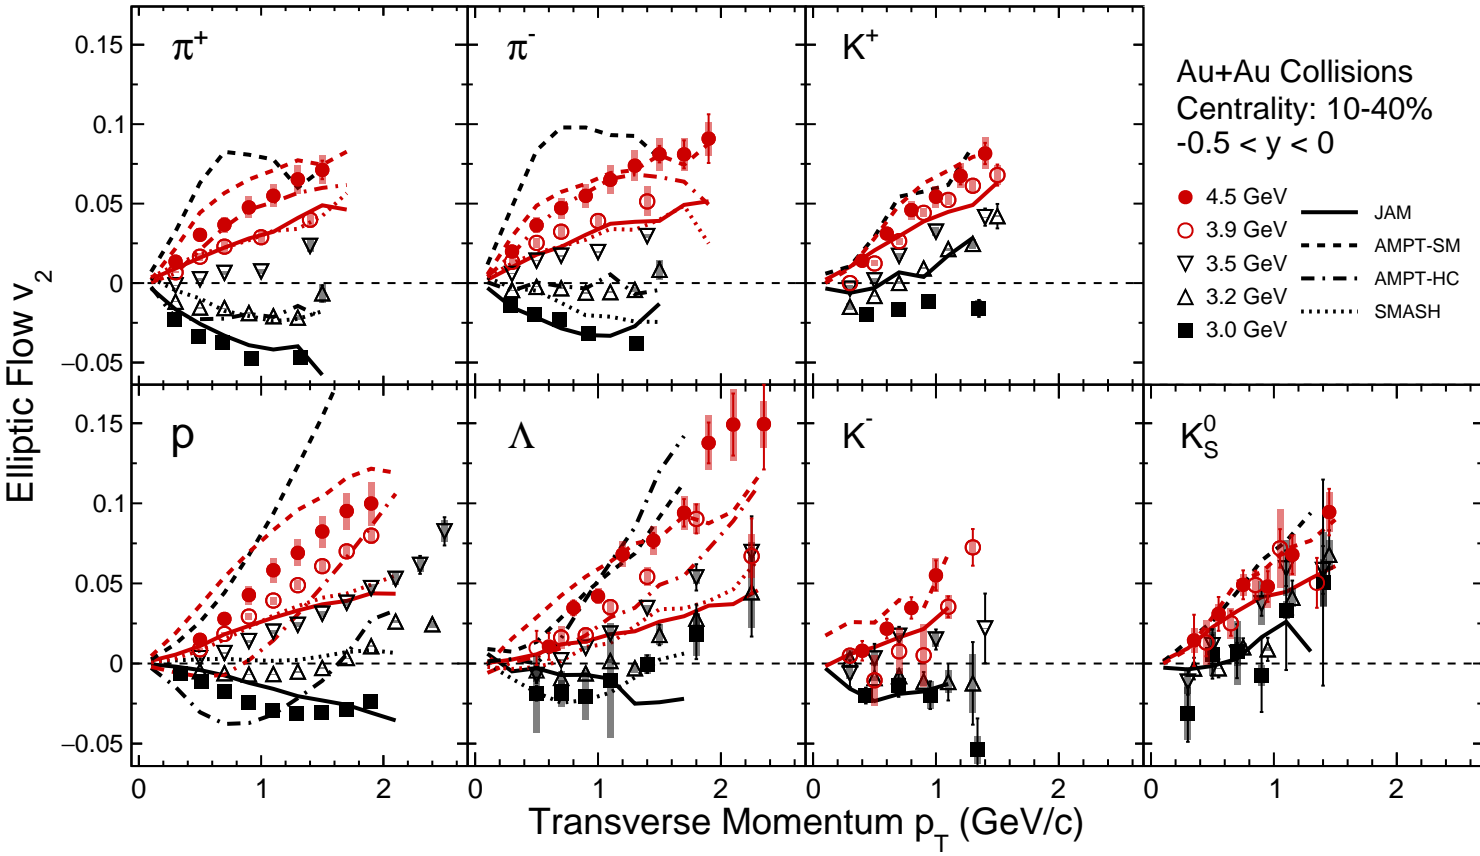 Elliptic Flow v2
0.15
0.1
0.05
0
−0.05
π+
π-
K+
Au+Au Collisions
Centrality: 10-40%
-0.5 < y < 0
4.5 GeV
3.9 GeV
3.5 GeV
3.2 GeV
3.0 GeV
JAM
AMPT-SM
AMPT-HC
SMASH
0.15
0.1
0.05
0
−0.05
p
Λ
K-
K0S
0 1 2
0 1 2
0 1 2
0 1 2
Transverse Momentum pT (GeV/c)